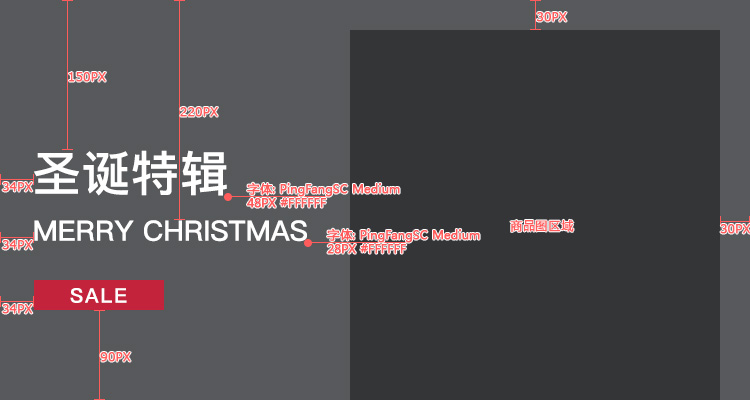 30PX
150PX
220PX
圣诞特辑
34PX
字体: PingFangSC Medium
48PX #FFFFFF
MERRY CHRISTMAS
34PX
字体: PingFangSC Medium
28PX #FFFFFF
商品图区域
30PX
SALE
34PX
90PX